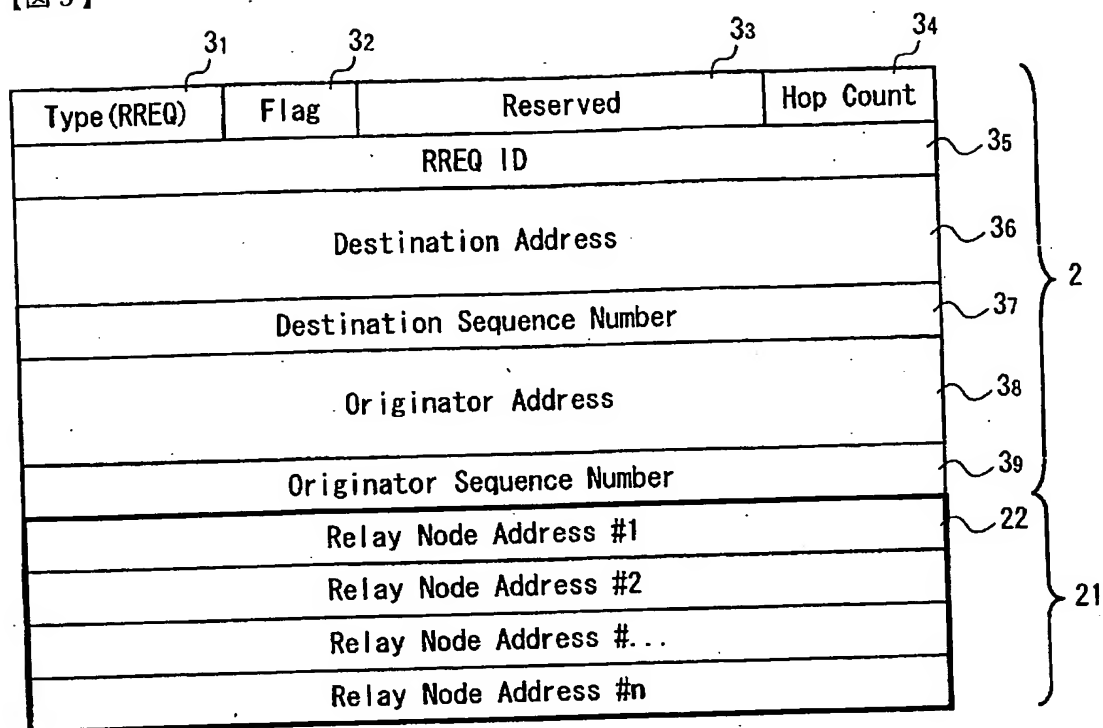 31 32 33 34
Type(RREQ) Flag Reserved Hop Count
RREQ ID 35
Destination Address 36
2
Destination Sequence Number 37
Originator Address 38
Originator Sequence Number 39
Relay Node Address #1 22
Relay Node Address #2
21
Relay Node Address #...
Relay Node Address #n